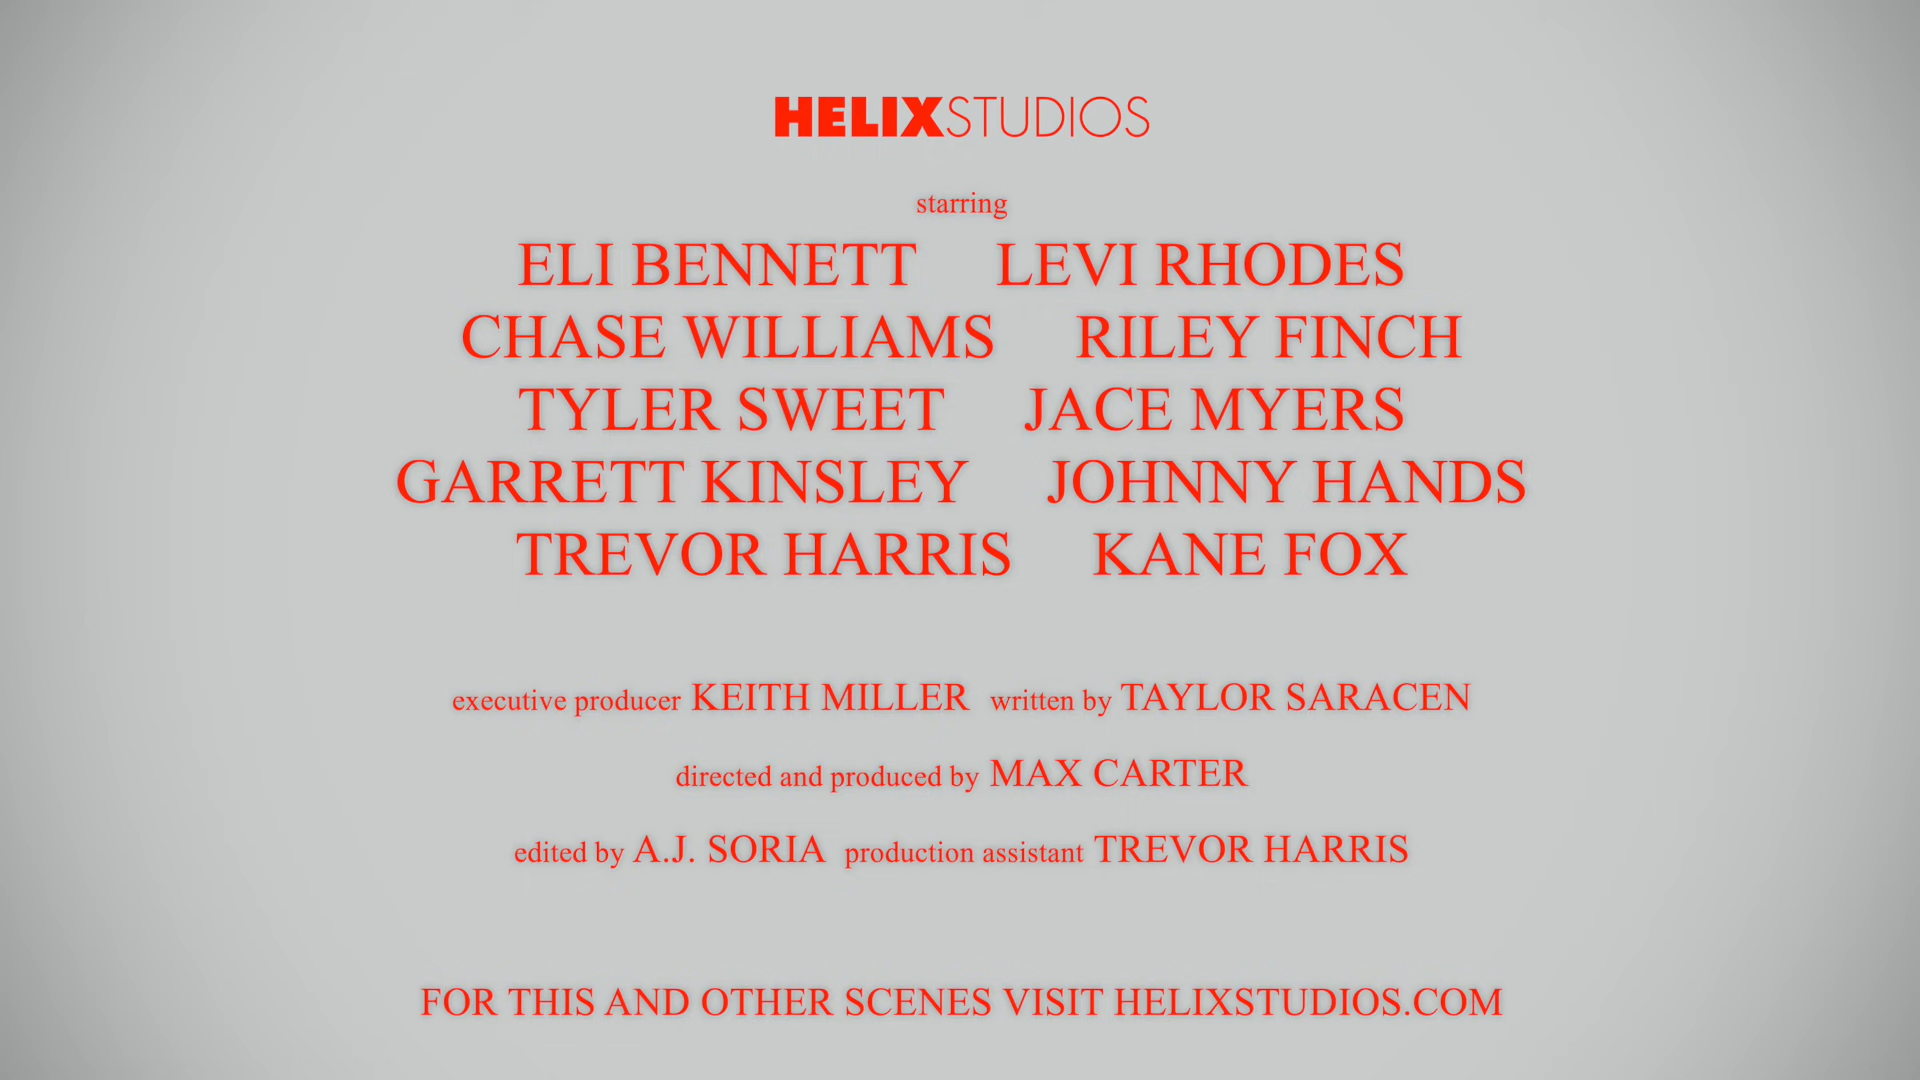 HELIXSTUDIOS
starring
ELI BENNETT LEVI RHODES
CHASE WILLIAMS RILEY FINCH
TYLER SWEET JACE MYERS
GARRETT KINSLEY JOHNNY HANDS
TREVOR HARRIS KANE FOX
executive producer KEITH MILLER written by TAYLOR SARACEN
directed and produced by MAX CARTER
edited by A.J. SORIA production assistant TREVOR HARRIS
FOR THIS AND OTHER SCENES VISIT HELIXSTUDIOS.COM